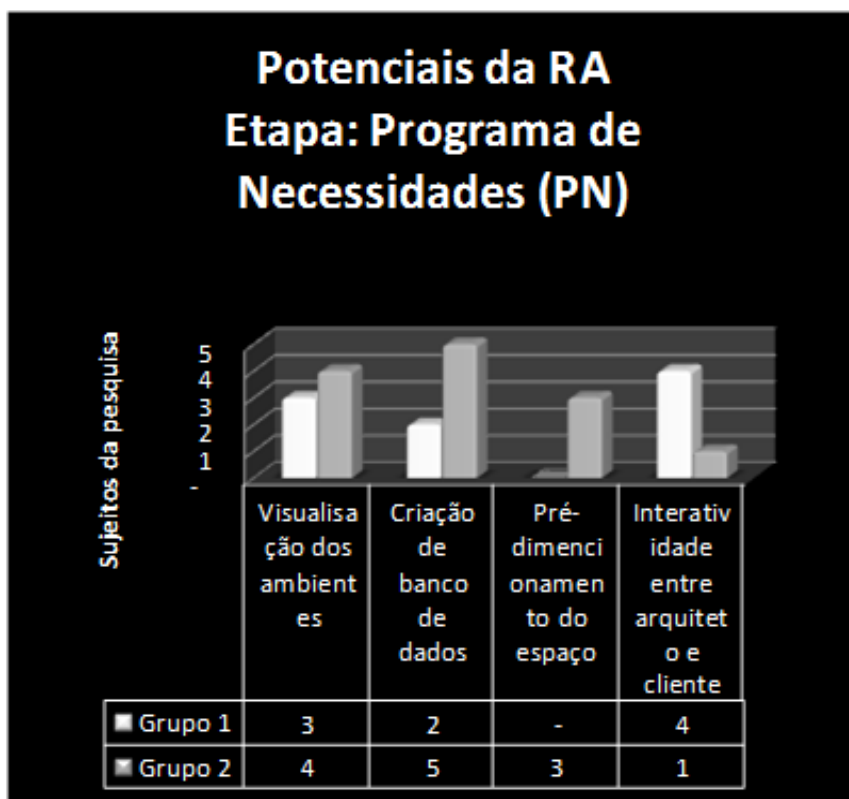 Potenciais da RA
Etapa: Programa de
Necessidades (PN)
Sujeitos da pesquisa
5
4
3
2
1
-
Visualisa
ção dos
ambient
es
Criação
de
banco
de
dados
Pré-
dimenci
onamen
to do
espaço
Interativ
idade
entre
arquitet
o e
cliente
Grupo 1 3 2 - 4
Grupo 2 4 5 3 1